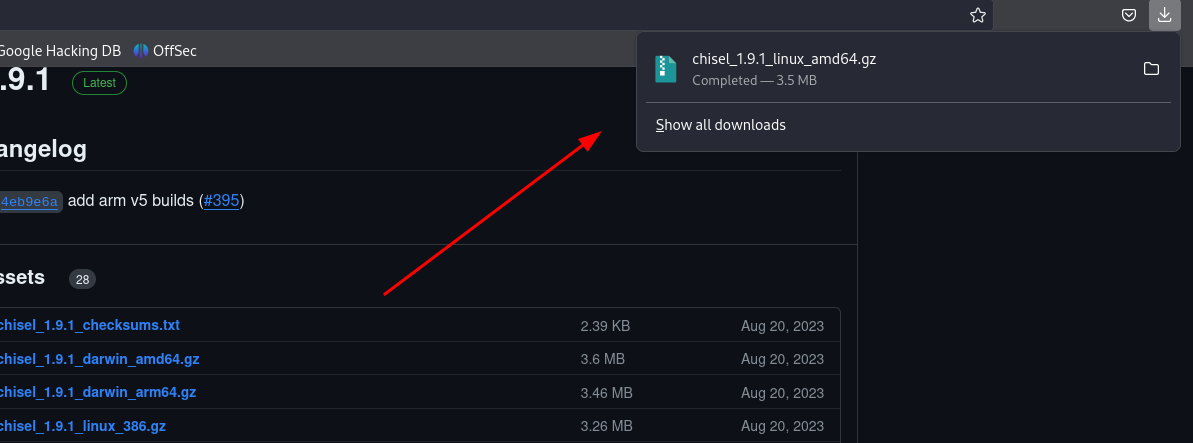 Google Hacking DB OffSec
chisel_1.9.1_linux_amd64.gz
Completed — 3.5 MB
Show all downloads
.9.1 Latest
angelog
4eb9e6a add arm v5 builds (#395)
ssets 28
chisel_1.9.1_checksums.txt 2.39 KB Aug 20, 2023
chisel_1.9.1_darwin_amd64.gz 3.6 MB Aug 20, 2023
chisel_1.9.1_darwin_arm64.gz 3.46 MB Aug 20, 2023
chisel_1.9.1_linux_386.gz 3.26 MB Aug 20, 2023